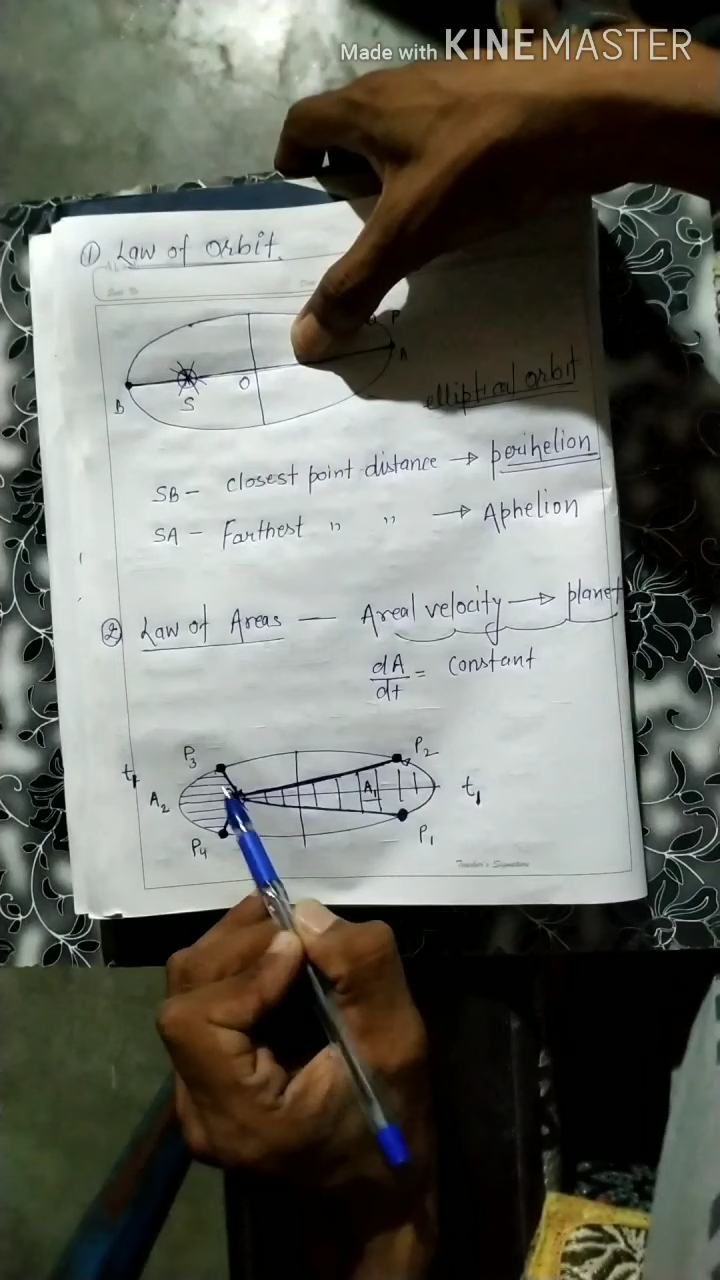 Made with KINEMASTER
① Law of orbit.
P
A
B
S
O
elliptical orbit
SB – closest point distance → perihelion
SA – Farthest " " → Aphelion
② Law of Areas — Areal velocity → planet
dA/dt = constant
P3
P2
t1
A2
A1
t1
P4
P1
Teacher's Signature